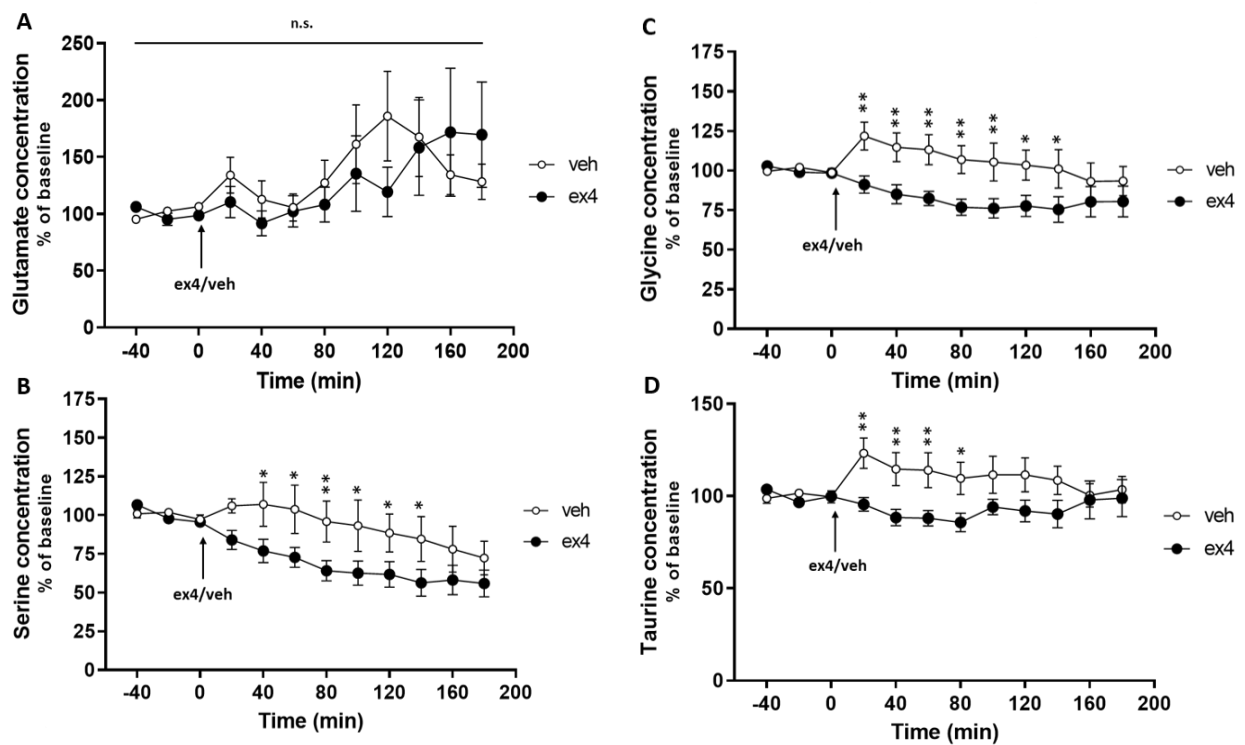 A
n.s.
Glutamate concentration
% of baseline
250
200
150
100
50
0
ex4/veh
veh
ex4
-40 0 40 80 120 160 200
Time (min)
B
Serine concentration
% of baseline
175
150
125
100
75
50
25
0
* * ** * * *
ex4/veh
veh
ex4
-40 0 40 80 120 160 200
Time (min)
C
Glycine concentration
% of baseline
175
150
125
100
75
50
25
0
** ** ** ** ** * *
ex4/veh
veh
ex4
-40 0 40 80 120 160 200
Time (min)
D
Taurine concentration
% of baseline
150
100
50
0
** ** ** *
ex4/veh
veh
ex4
-40 0 40 80 120 160 200
Time (min)